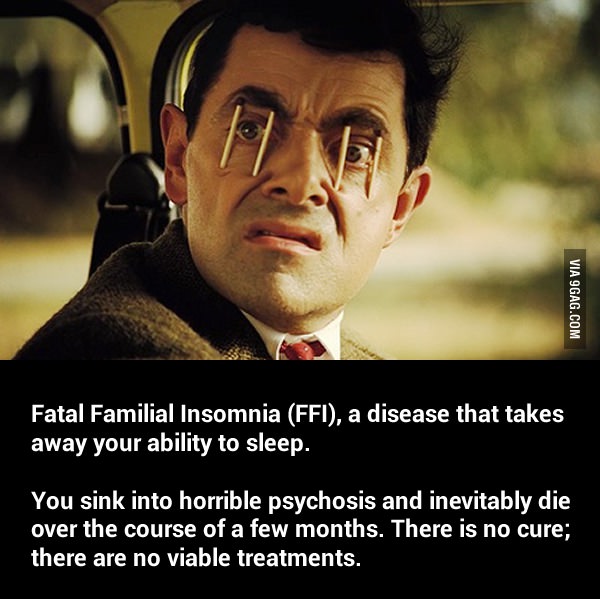 VIA 9GAG.COM
Fatal Familial Insomnia (FFI), a disease that takes
away your ability to sleep.
You sink into horrible psychosis and inevitably die
over the course of a few months. There is no cure;
there are no viable treatments.